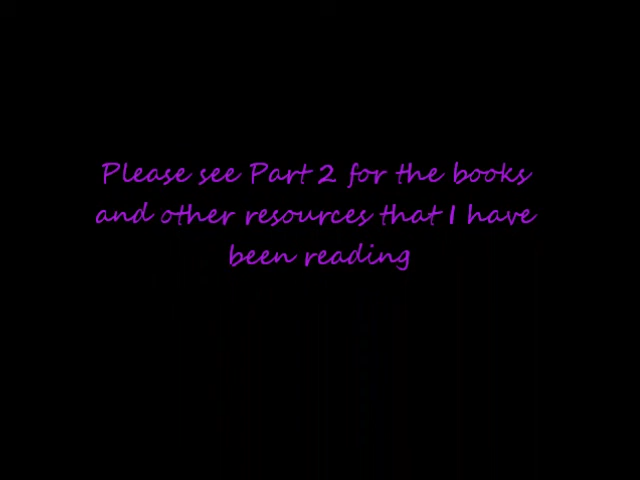 Please see Part 2 for the books
and other resources that I have
been reading